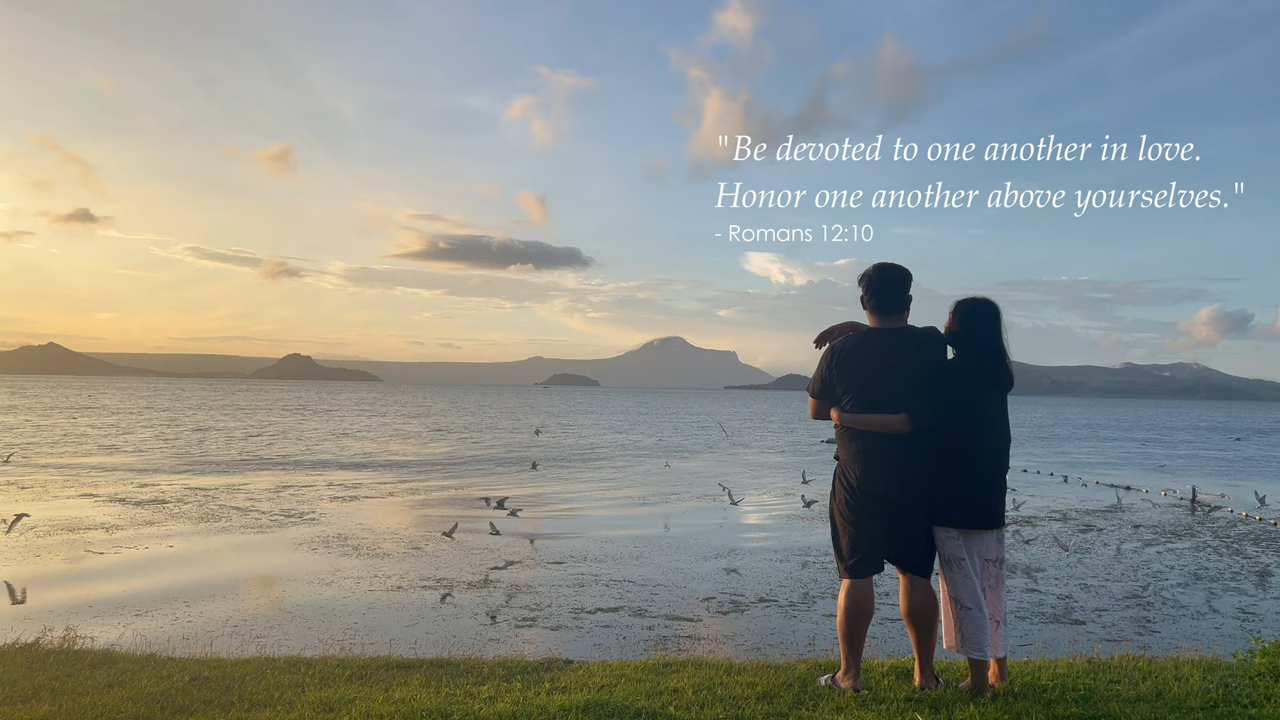 "Be devoted to one another in love.
Honor one another above yourselves."
- Romans 12:10